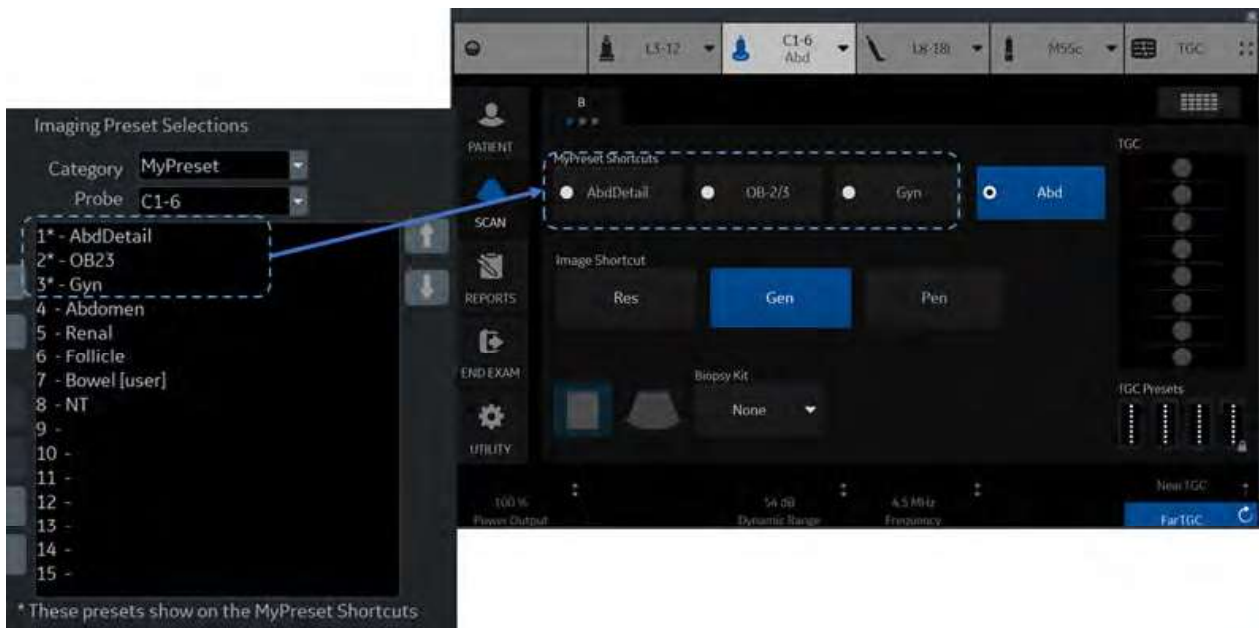 Imaging Preset Selections
Category MyPreset
Probe C1-6
1* - AbdDetail
2* - OB23
3* - Gyn
4 - Abdomen
5 - Renal
6 - Follicle
7 - Bowel [user]
8 - NT
9 -
10 -
11 -
12 -
13 -
14 -
15 -
* These presets show on the MyPreset Shortcuts
L3-12
C1-6
Abd
L8-18i
M5Sc
TGC
PATIENT
SCAN
REPORTS
END EXAM
UTILITY
B
MyPreset Shortcuts
AbdDetail OB-2/3 Gyn Abd
Image Shortcut
Res Gen Pen
Biopsy Kit
None
TGC
TGC Presets
100 %
Power Output
54 dB
Dynamic Range
4.5 MHz
Frequency
Near TGC
Far TGC